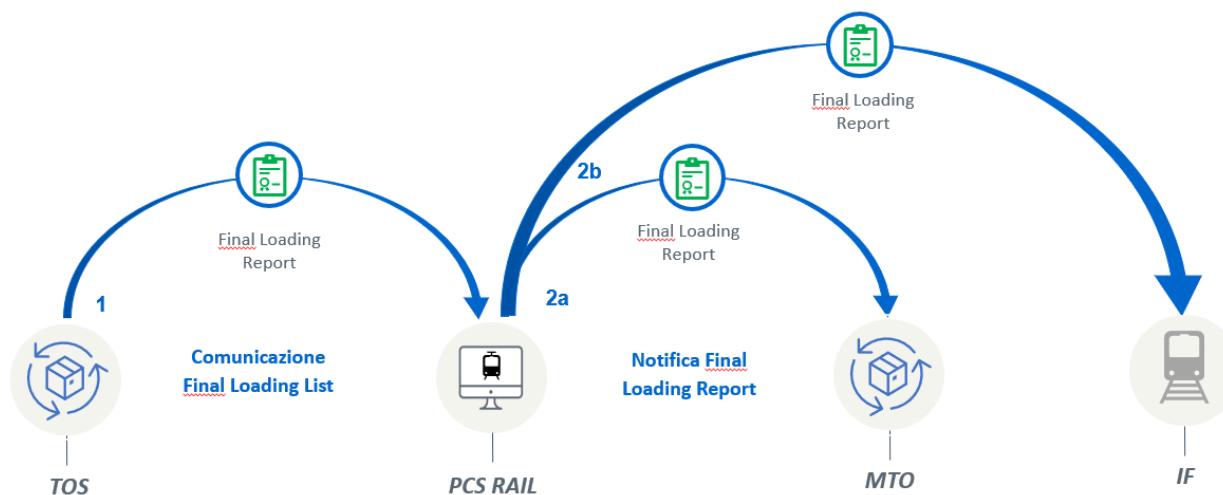 Final Loading
Report
2b
Final Loading
Report
Final Loading
Report
1
2a
Comunicazione
Final Loading List
Notifica Final
Loading Report
TOS
PCS RAIL
MTO
IF